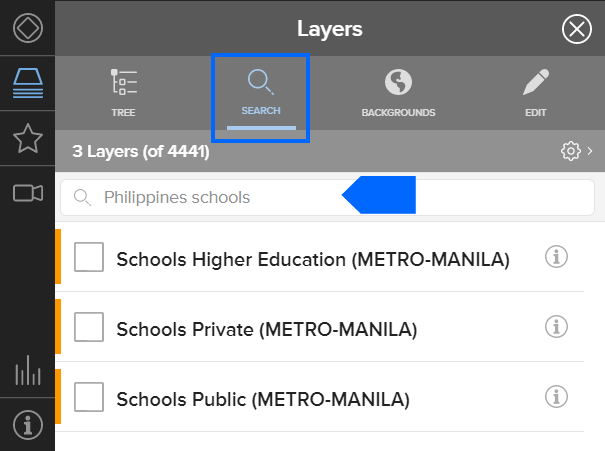 Layers
TREE
SEARCH
BACKGROUNDS
EDIT
3 Layers (of 4441)
Philippines schools
Schools Higher Education (METRO-MANILA)
Schools Private (METRO-MANILA)
Schools Public (METRO-MANILA)